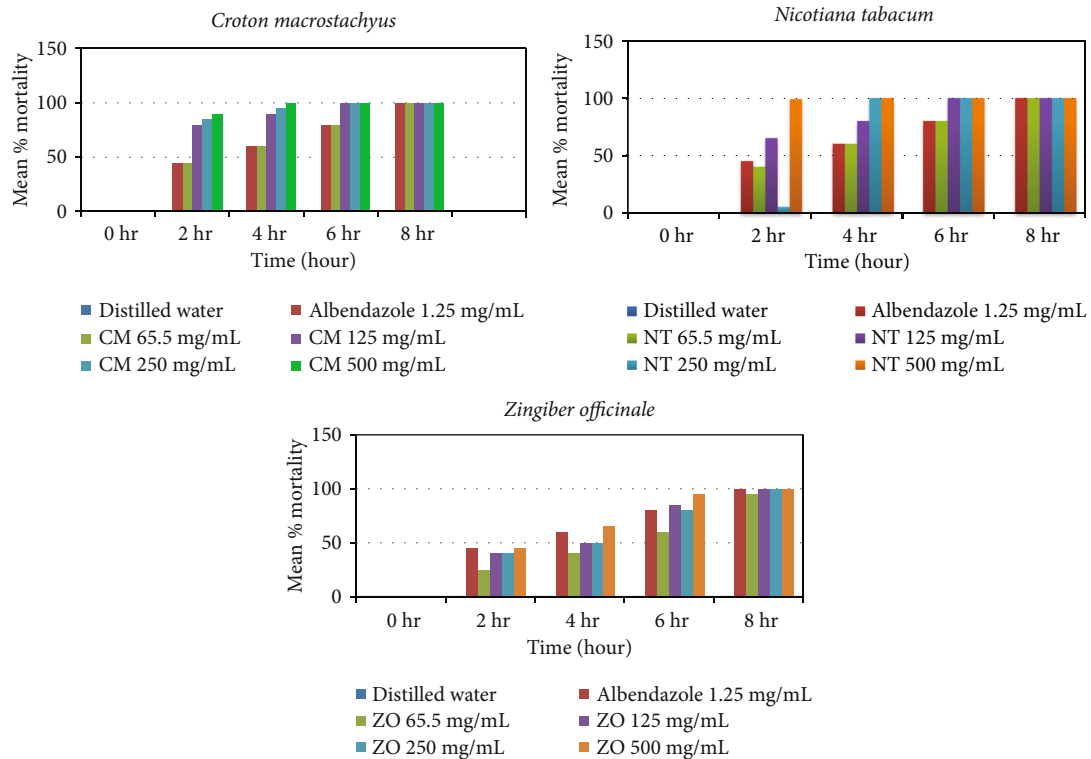 Croton macrostachyus
Mean % mortality
150
100
50
0
0 hr 2 hr 4 hr 6 hr 8 hr
Time (hour)
Distilled water Albendazole 1.25 mg/mL
CM 65.5 mg/mL CM 125 mg/mL
CM 250 mg/mL CM 500 mg/mL
Nicotiana tabacum
Mean % mortality
150
100
50
0
0 hr 2 hr 4 hr 6 hr 8 hr
Time (hour)
Distilled water Albendazole 1.25 mg/mL
NT 65.5 mg/mL NT 125 mg/mL
NT 250 mg/mL NT 500 mg/mL
Zingiber officinale
Mean % mortality
150
100
50
0
0 hr 2 hr 4 hr 6 hr 8 hr
Time (hour)
Distilled water Albendazole 1.25 mg/mL
ZO 65.5 mg/mL ZO 125 mg/mL
ZO 250 mg/mL ZO 500 mg/mL